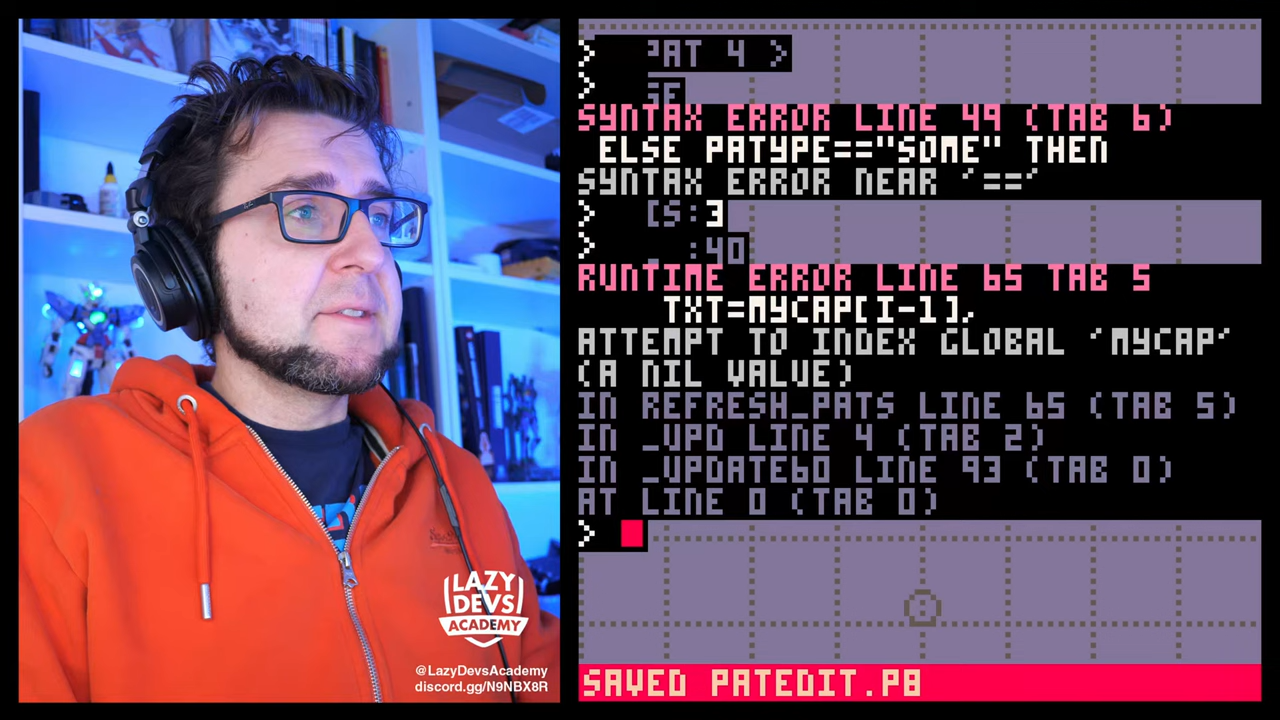 > PAT 4 >
>
SYNTAX ERROR LINE 49 (TAB 6)
ELSE PATYPE=="SOME" THEN
SYNTAX ERROR NEAR '=='
> CS:3
> :40
RUNTIME ERROR LINE 65 TAB 5
TXT=MYCAP[I-1],
ATTEMPT TO INDEX GLOBAL 'MYCAP'
(A NIL VALUE)
IN REFRESH_PATS LINE 65 (TAB 5)
IN _UPD LINE 4 (TAB 2)
IN _UPDATE60 LINE 93 (TAB 0)
AT LINE 0 (TAB 0)
>
SAVED PATEDIT.P8
LAZY
DEVS
ACADEMY
@LazyDevsAcademy
discord.gg/N9NBX8R